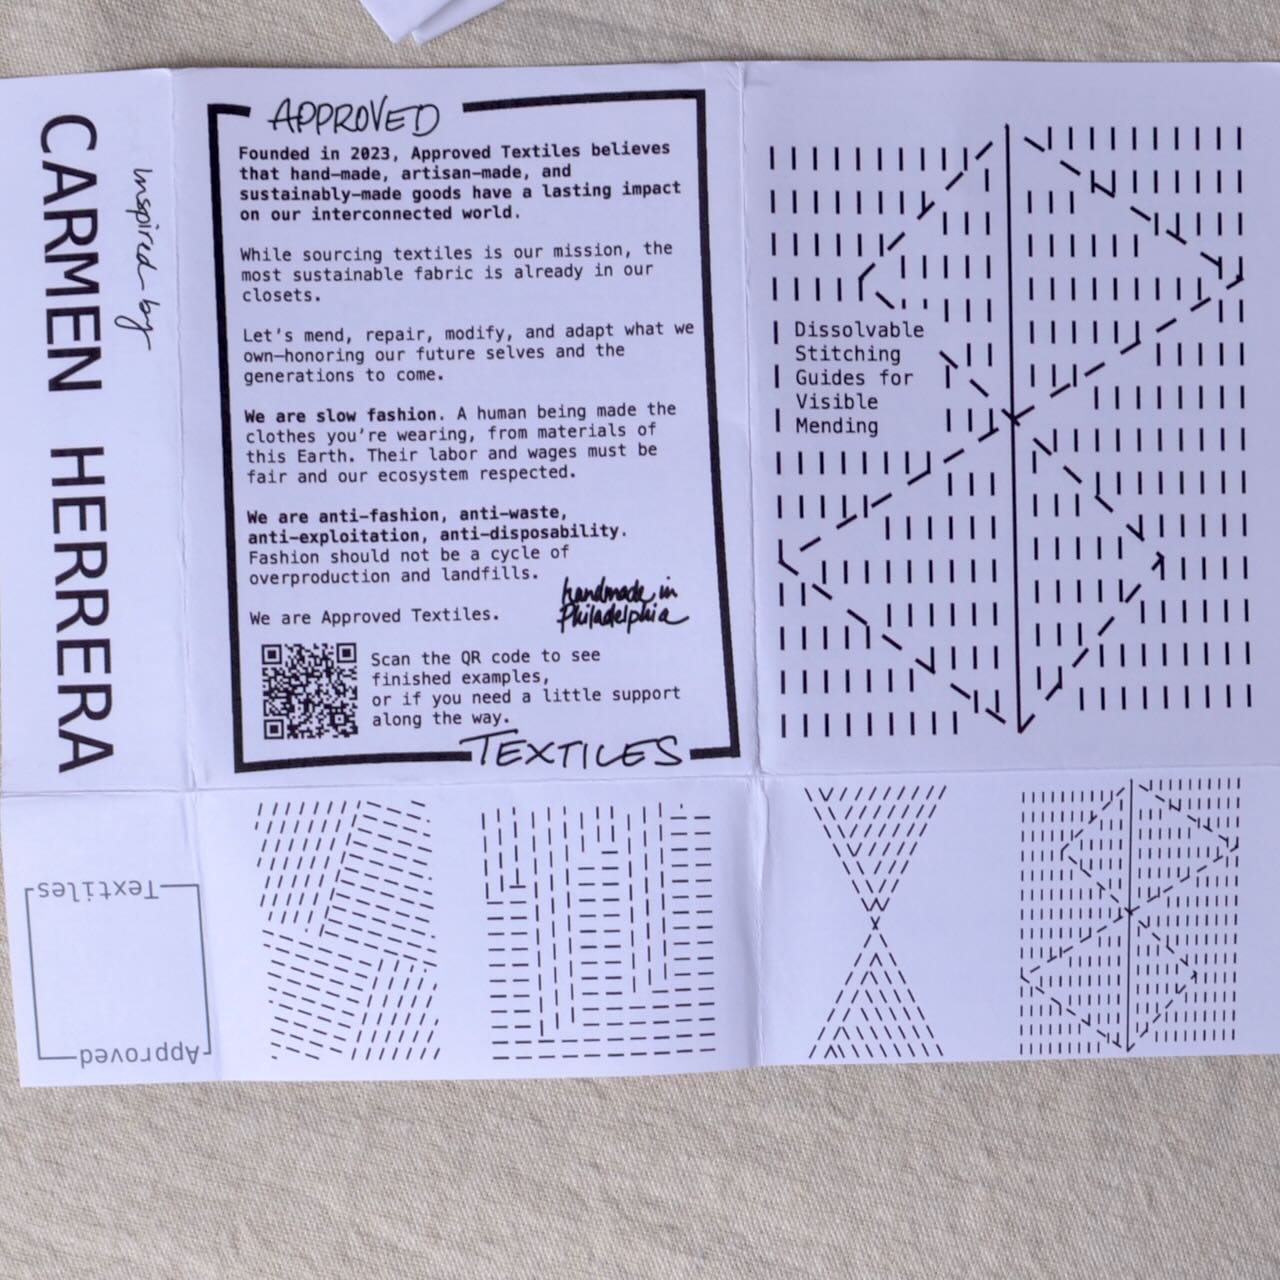 Inspired by
CARMEN HERRERA
APPROVED
Founded in 2023, Approved Textiles believes
that hand-made, artisan-made, and
sustainably-made goods have a lasting impact
on our interconnected world.
While sourcing textiles is our mission, the
most sustainable fabric is already in our
closets.
Let's mend, repair, modify, and adapt what we
own—honoring our future selves and the
generations to come.
We are slow fashion. A human being made the
clothes you're wearing, from materials of
this Earth. Their labor and wages must be
fair and our ecosystem respected.
We are anti-fashion, anti-waste,
anti-exploitation, anti-disposability.
Fashion should not be a cycle of
overproduction and landfills.
We are Approved Textiles.
handmade in
Philadelphia
Scan the QR code to see
finished examples,
or if you need a little support
along the way.
TEXTILES
Dissolvable
Stitching
Guides for
Visible
Mending
Approved
Textiles